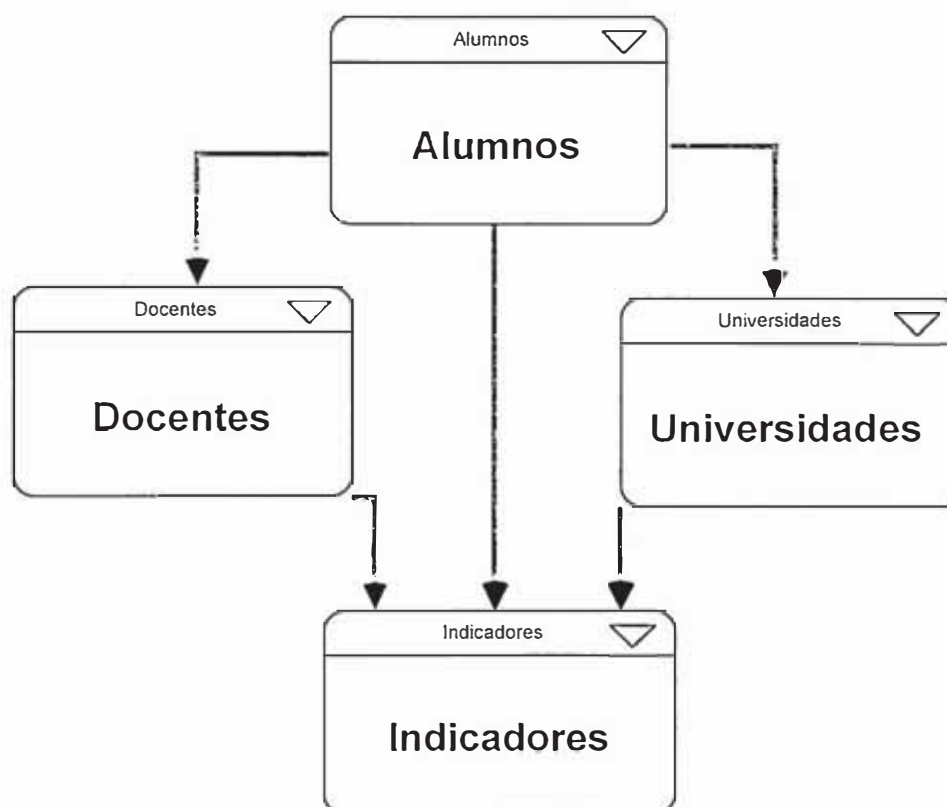 Alumnos
Alumnos
Docentes
Docentes
Universidades
Universidades
Indicadores
Indicadores